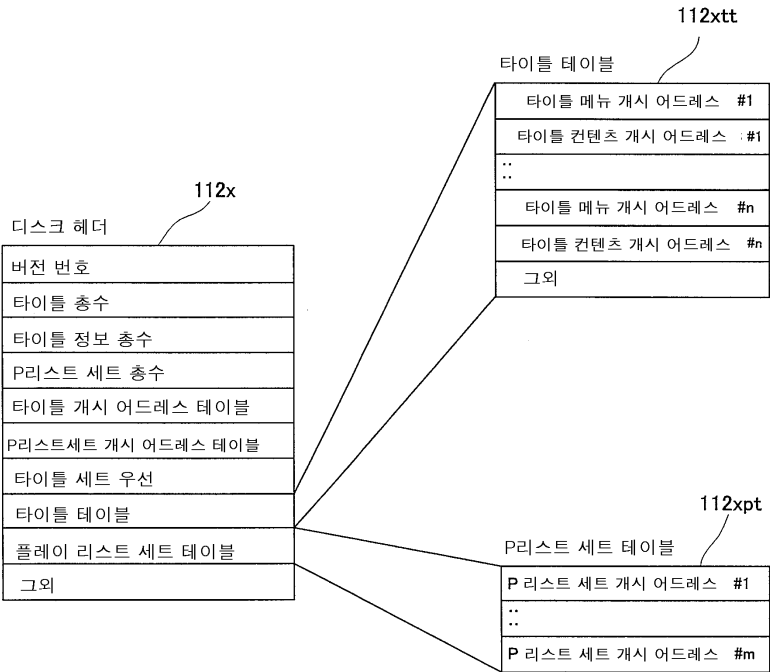 112xtt
타이틀 테이블
타이틀 메뉴 개시 어드레스 #1
타이틀 컨텐츠 개시 어드레스 #1
::
타이틀 메뉴 개시 어드레스 #n
타이틀 컨텐츠 개시 어드레스 #n
그외
112x
디스크 헤더
버전 번호
타이틀 총수
타이틀 정보 총수
P리스트 세트 총수
타이틀 개시 어드레스 테이블
P리스트세트 개시 어드레스 테이블
타이틀 세트 우선
타이틀 테이블
플레이 리스트 세트 테이블
그외
112xpt
P리스트 세트 테이블
P 리스트 세트 개시 어드레스 #1
::
P 리스트 세트 개시 어드레스 #m